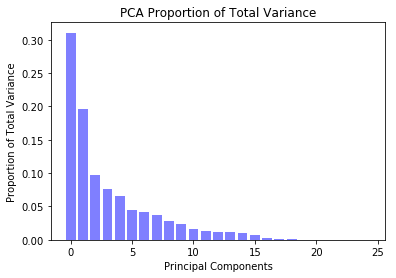 PCA Proportion of Total Variance
0.30
0.25
0.20
0.15
0.10
0.05
0.00
Proportion of Total Variance
0 5 10 15 20 25
Principal Components